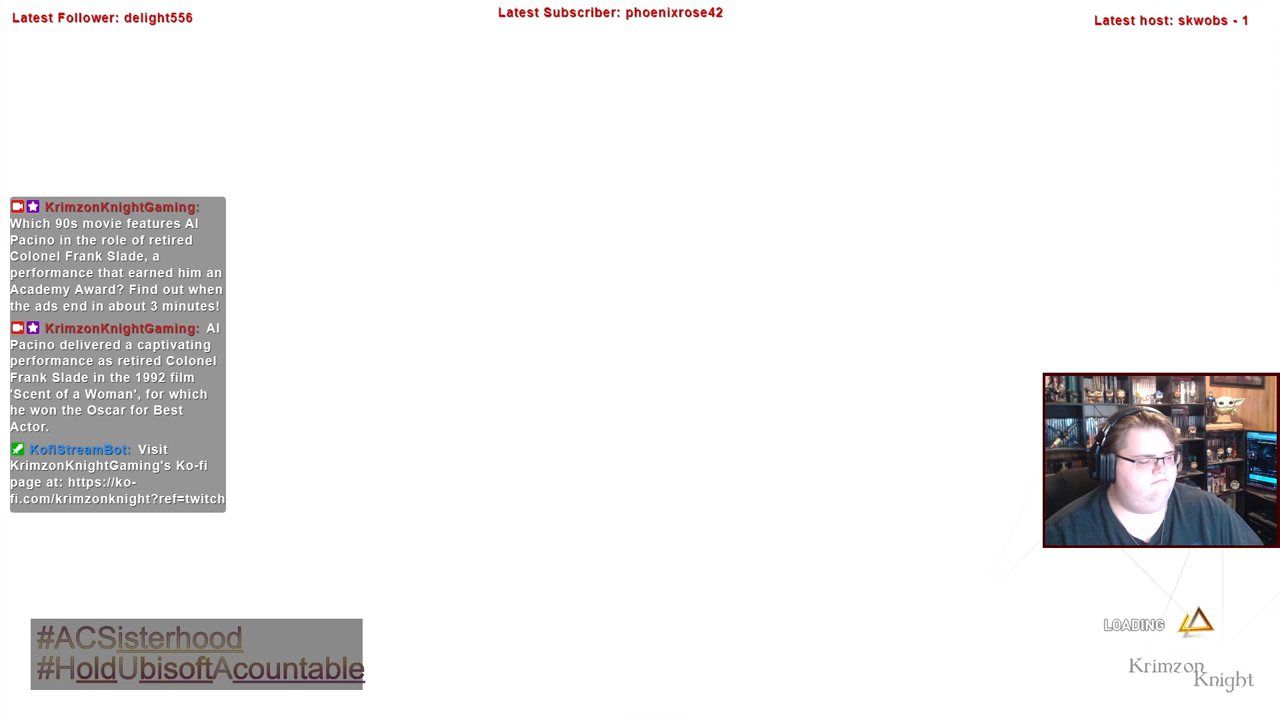 Latest Follower: delight556
Latest Subscriber: phoenixrose42
Latest host: skwobs - 1
KrimzonKnightGaming:
Which 90s movie features Al
Pacino in the role of retired
Colonel Frank Slade, a
performance that earned him an
Academy Award? Find out when
the ads end in about 3 minutes!
KrimzonKnightGaming: Al
Pacino delivered a captivating
performance as retired Colonel
Frank Slade in the 1992 film
'Scent of a Woman', for which
he won the Oscar for Best
Actor.
KofiStreamBot: Visit
KrimzonKnightGaming's Ko-fi
page at: https://ko-
fi.com/krimzonknight?ref=twitch
#ACSisterhood
#HoldUbisoftAcountable
LOADING
Krimzon
Knight